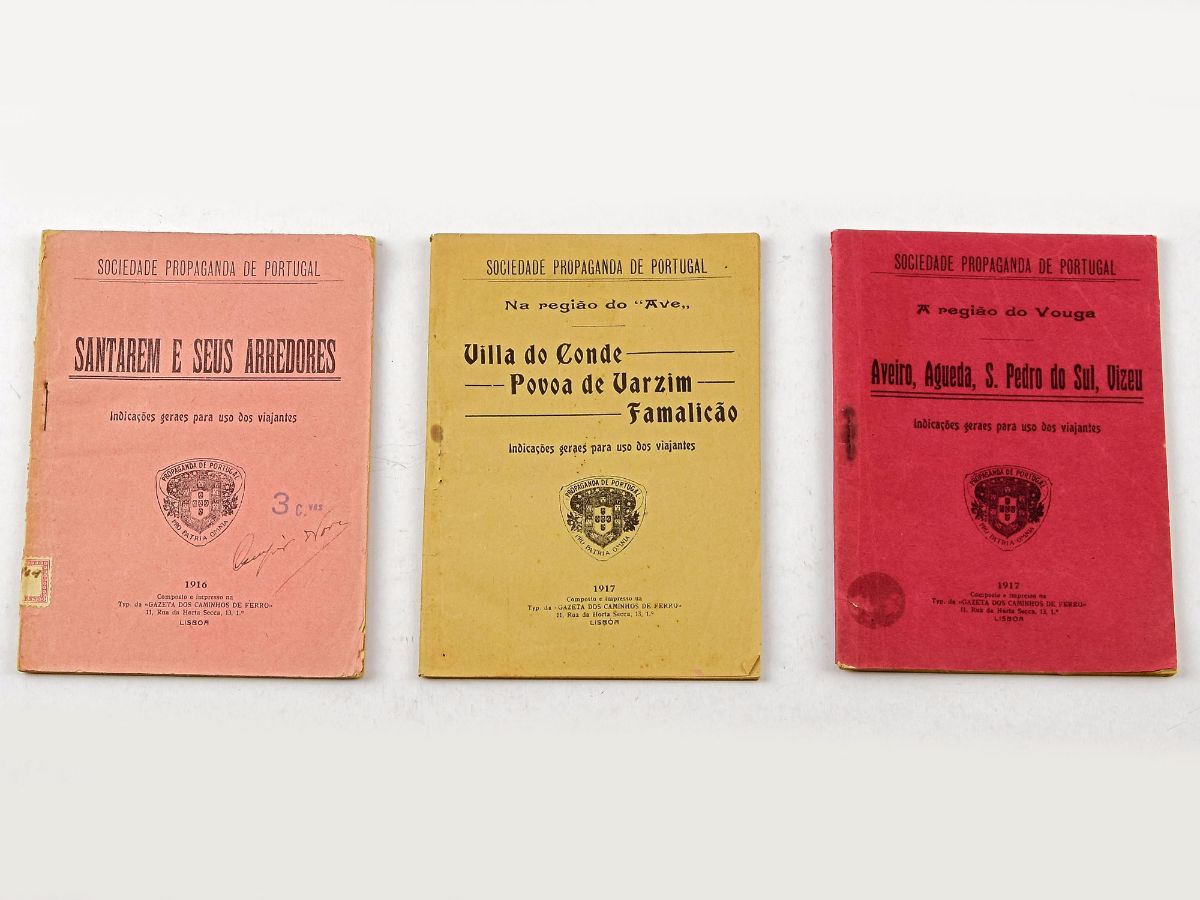 SOCIEDADE PROPAGANDA DE PORTUGAL
SANTAREM E SEUS ARREDORES
Indicações geraes para uso dos viajantes
PROPAGANDA DE PORTUGAL
PRO PATRIA OMNIA
3 C.vos
1916
Composto e impresso na
Typ. da «GAZETA DOS CAMINHOS DE FERRO»
11, Rua da Horta Secca, 13, 1.º
LISBOA
SOCIEDADE PROPAGANDA DE PORTUGAL
Na região do “Ave„
Villa do Conde
Povoa de Varzim
Famalicão
Indicações geraes para uso dos viajantes
PROPAGANDA DE PORTUGAL
PRO PATRIA OMNIA
1917
Composto e impresso na
Typ. da «GAZETA DOS CAMINHOS DE FERRO»
11, Rua da Horta Secca, 13, 1.º
LISBOA
SOCIEDADE PROPAGANDA DE PORTUGAL
A região do Vouga
Aveiro, Agueda, S. Pedro do Sul, Vizeu
Indicações geraes para uso dos viajantes
PROPAGANDA DE PORTUGAL
PRO PATRIA OMNIA
1917
Composto e impresso na
Typ. da «GAZETA DOS CAMINHOS DE FERRO»
11, Rua da Horta Secca, 13, 1.º
LISBOA